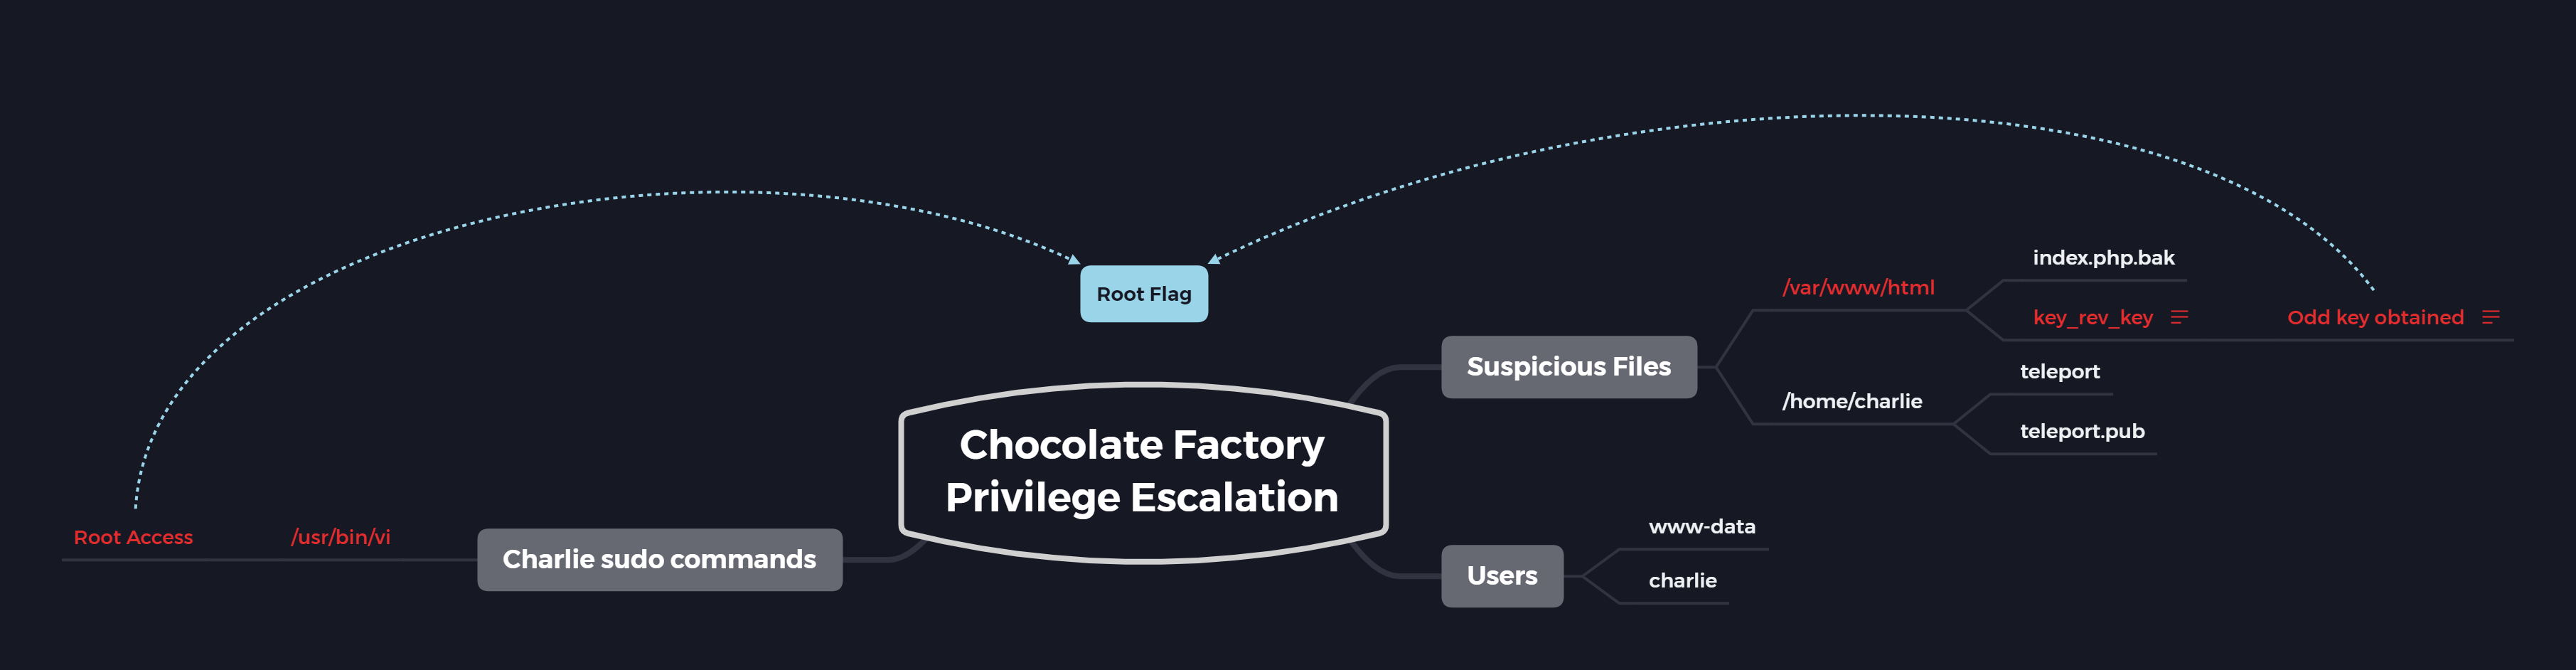 Root Flag
index.php.bak
/var/www/html
key_rev_key
Odd key obtained
Suspicious Files
teleport
/home/charlie
teleport.pub
Chocolate Factory
Privilege Escalation
www-data
Users
charlie
Root Access
/usr/bin/vi
Charlie sudo commands